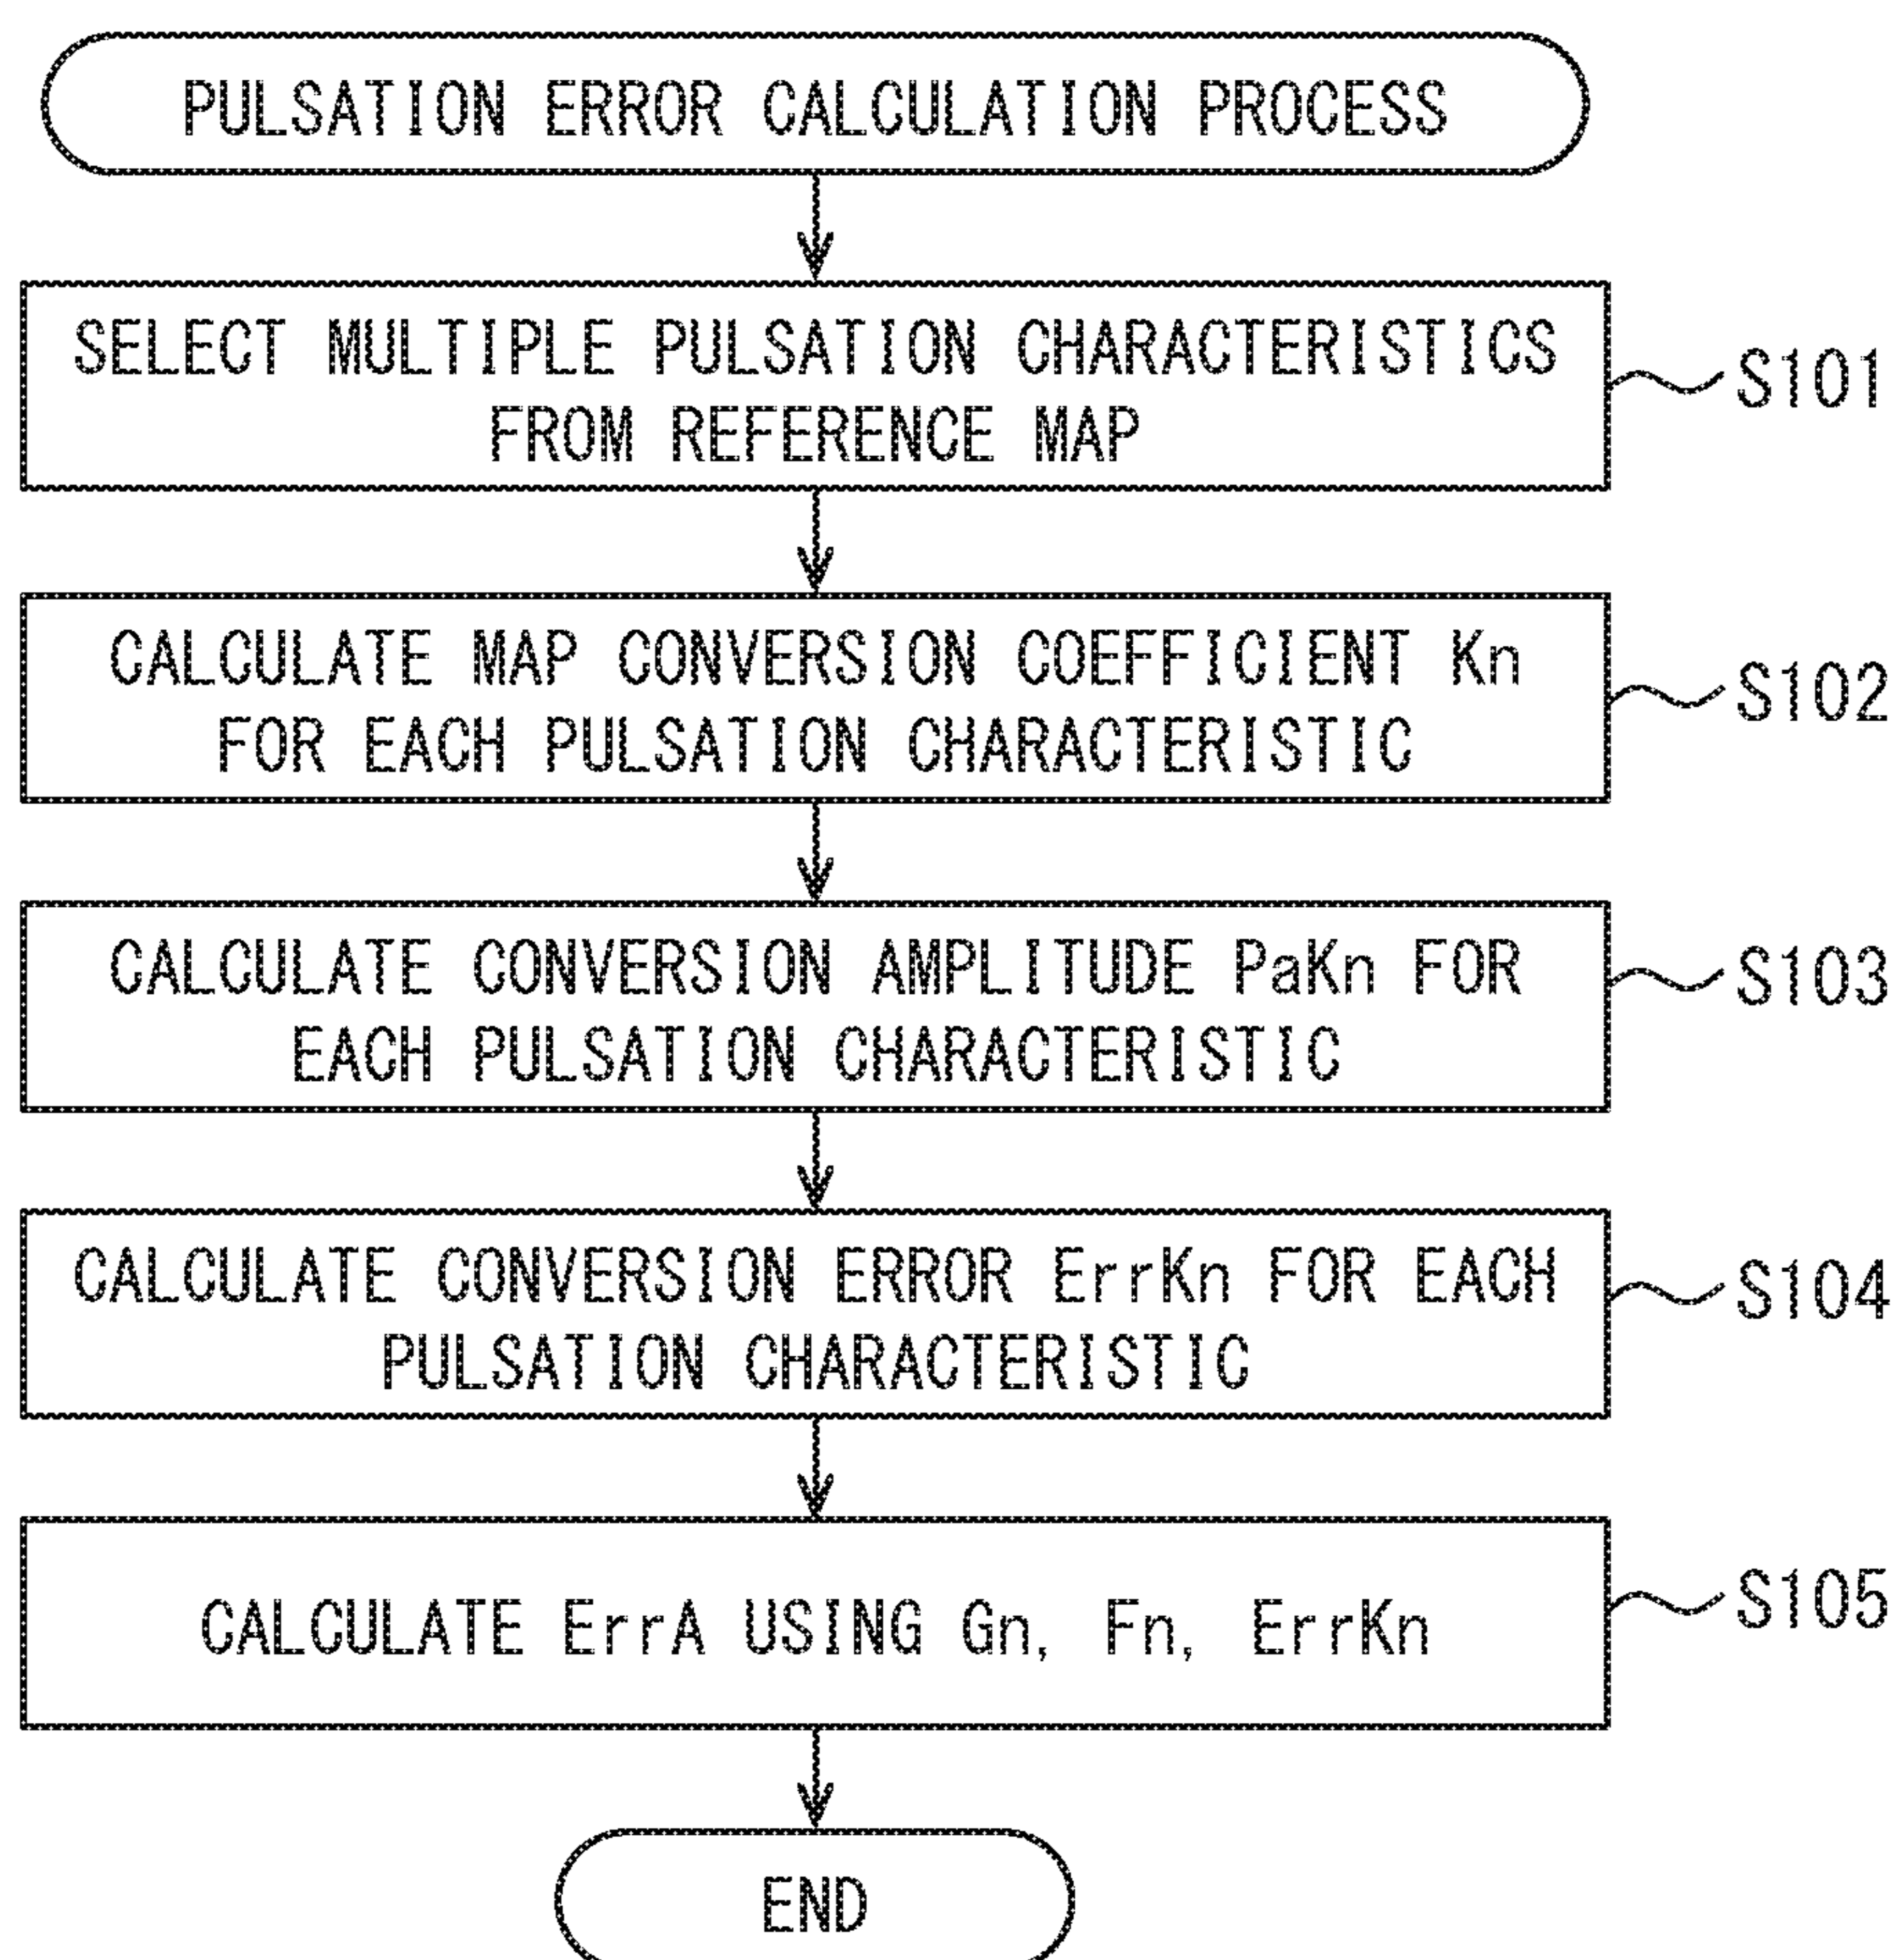 PULSATION ERROR CALCULATION PROCESS
SELECT MULTIPLE PULSATION CHARACTERISTICS
FROM REFERENCE MAP
S101
CALCULATE MAP CONVERSION COEFFICIENT Kn
FOR EACH PULSATION CHARACTERISTIC
S102
CALCULATE CONVERSION AMPLITUDE PaKn FOR
EACH PULSATION CHARACTERISTIC
S103
CALCULATE CONVERSION ERROR ErrKn FOR EACH
PULSATION CHARACTERISTIC
S104
CALCULATE ErrA USING Gn, Fn, ErrKn
S105
END